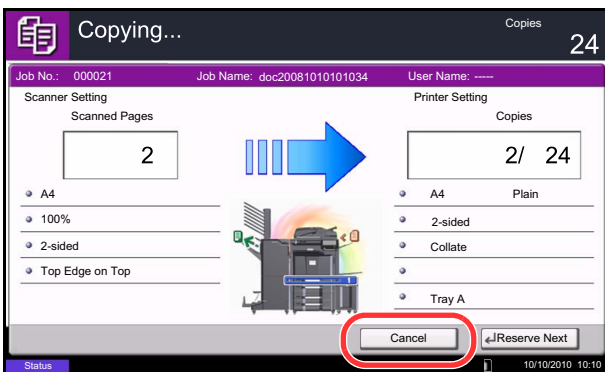 Copying...
Copies
24
Job No.: 000021 Job Name: doc20081010101034 User Name: -----
Scanner Setting Printer Setting
Scanned Pages Copies
2 2/ 24
A4 A4 Plain
100% 2-sided
2-sided Collate
Top Edge on Top
Tray A
1
Cancel Reserve Next
Status 10/10/2010 10:10